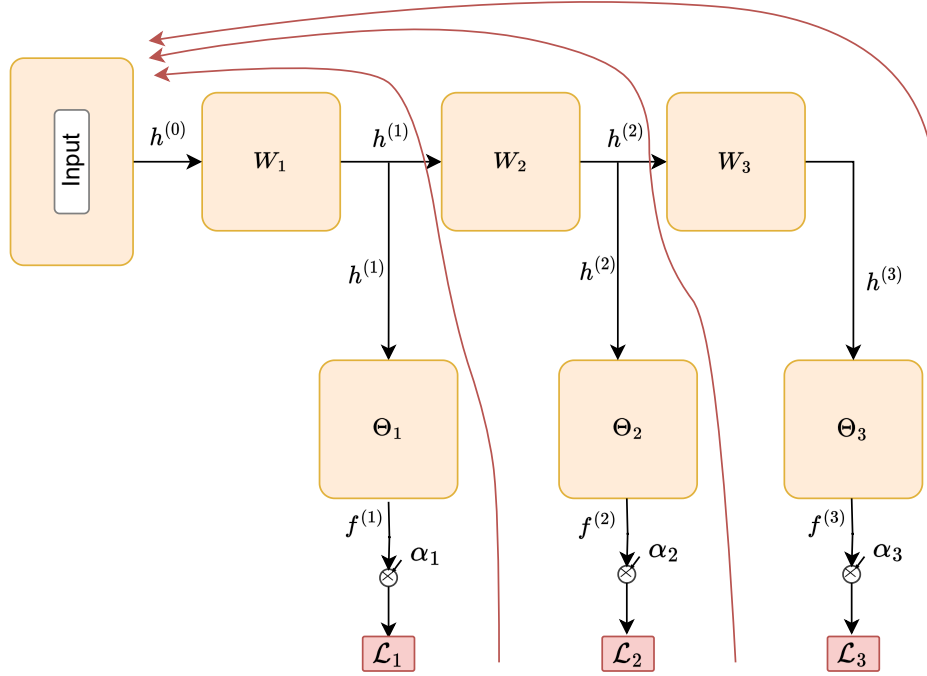 Input
h^{(0)}
W_1
h^{(1)}
W_2
h^{(2)}
W_3
h^{(1)}
h^{(2)}
h^{(3)}
Θ_1
Θ_2
Θ_3
f^{(1)}
α_1
f^{(2)}
α_2
f^{(3)}
α_3
ℒ_1
ℒ_2
ℒ_3